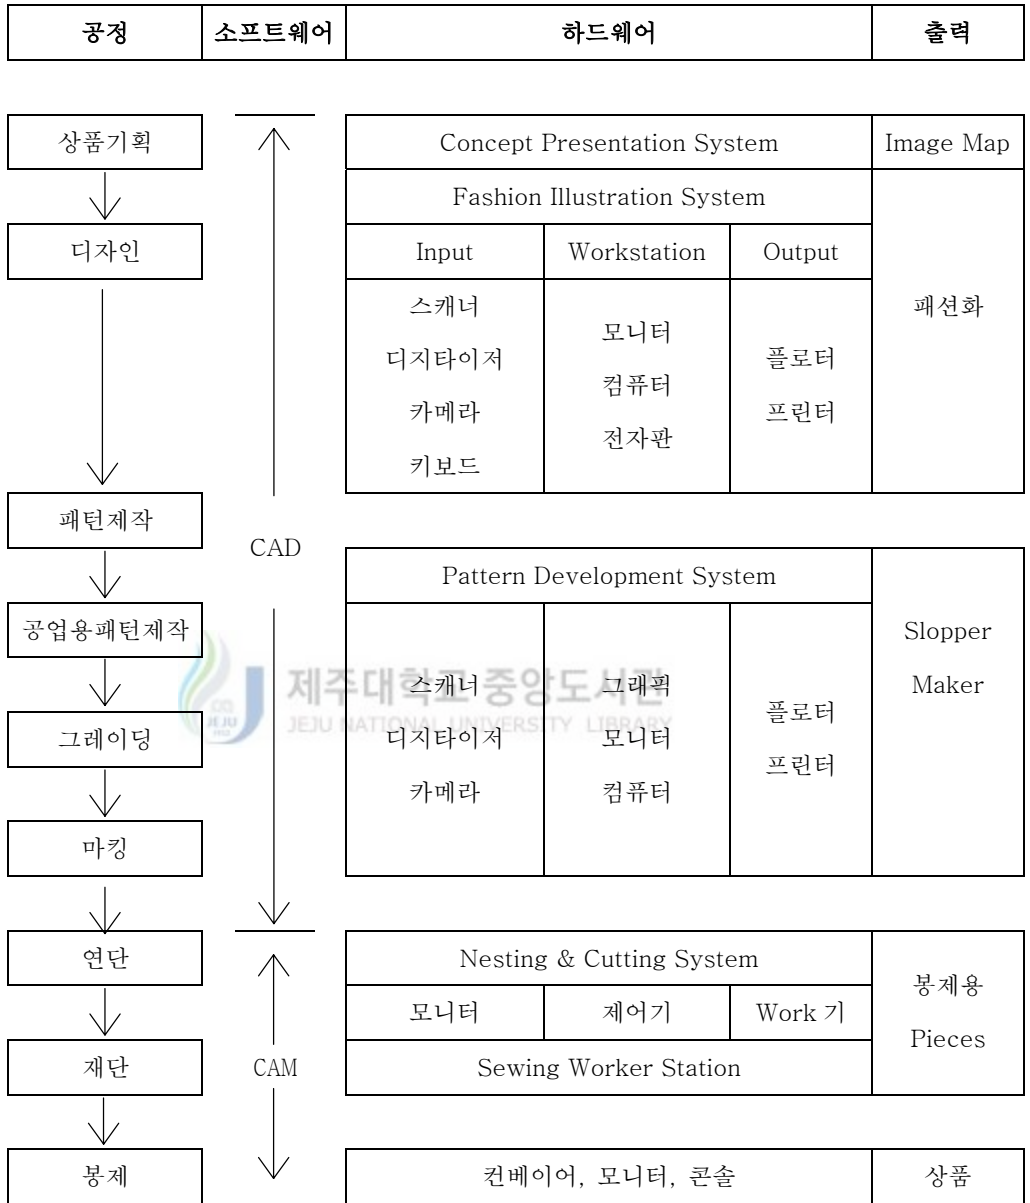 공정 소프트웨어 하드웨어 출력
상품기획 Concept Presentation System Image Map
Fashion Illustration System
디자인 Input Workstation Output
스캐너
디지타이저
카메라
키보드
모니터
컴퓨터
전자판
플로터
프린터
패션화
패턴제작
CAD
Pattern Development System
공업용패턴제작
그레이딩
마킹
스캐너
디지타이저
카메라
그래픽
모니터
컴퓨터
플로터
프린터
Slopper
Maker
제주대학교 중앙도서관
JEJU NATIONAL UNIVERSITY LIBRARY
연단 Nesting & Cutting System
모니터 제어기 Work 기
봉제용
Pieces
재단 CAM Sewing Worker Station
봉제 컨베이어, 모니터, 콘솔 상품